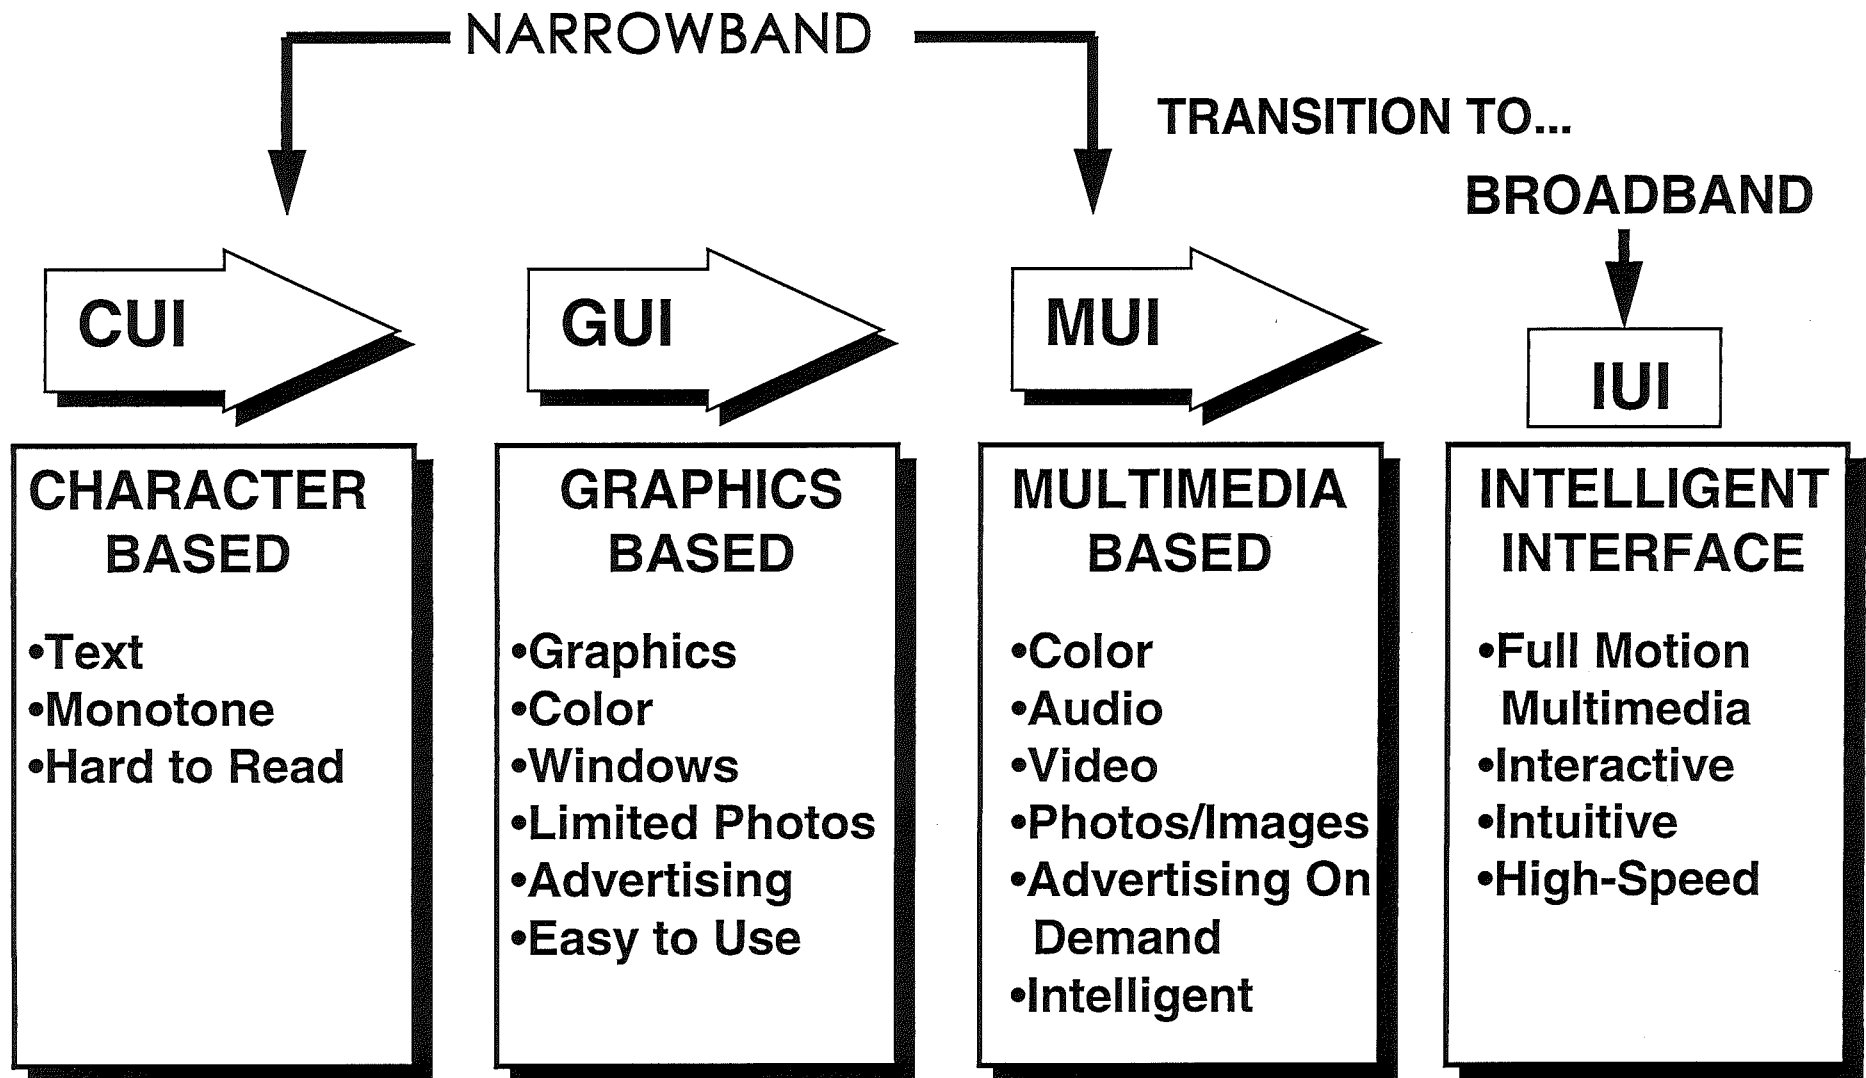 NARROWBAND
TRANSITION TO...
BROADBAND
CUI
GUI
MUI
IUI
CHARACTER
BASED
•Text
•Monotone
•Hard to Read
GRAPHICS
BASED
•Graphics
•Color
•Windows
•Limited Photos
•Advertising
•Easy to Use
MULTIMEDIA
BASED
•Color
•Audio
•Video
•Photos/Images
•Advertising On
Demand
•Intelligent
INTELLIGENT
INTERFACE
•Full Motion
Multimedia
•Interactive
•Intuitive
•High-Speed